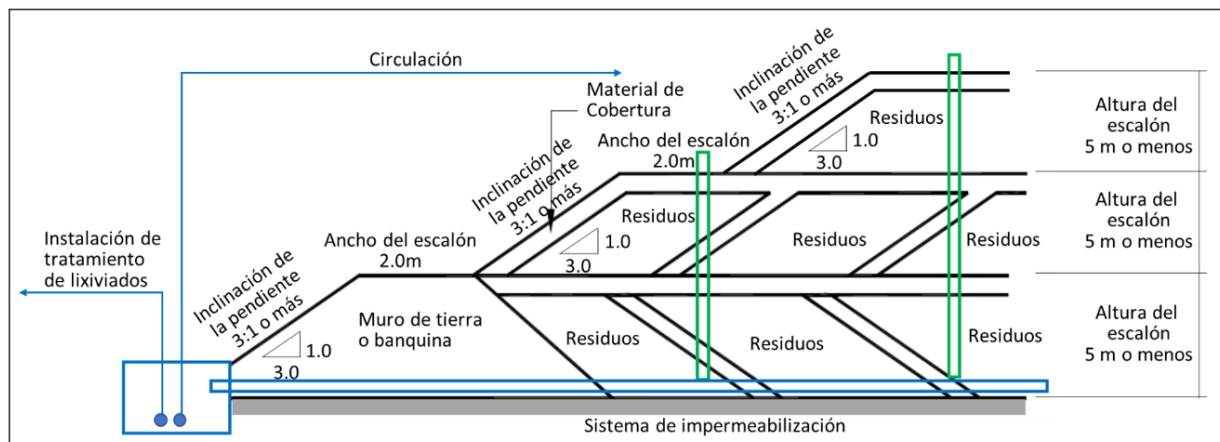 Circulación
Material de
Cobertura
Inclinación de
la pendiente
3:1 o más
Residuos
1.0
3.0
Altura del
escalón
5 m o menos
Ancho del escalón
2.0m
Inclinación de
la pendiente
3:1 o más
Residuos
1.0
3.0
Residuos
Residuos
Altura del
escalón
5 m o menos
Instalación de
tratamiento
de lixiviados
Ancho del escalón
2.0m
Inclinación de
la pendiente
3:1 o más
1.0
3.0
Muro de tierra
o banquina
Residuos
Residuos
Residuos
Altura del
escalón
5 m o menos
Sistema de impermeabilización